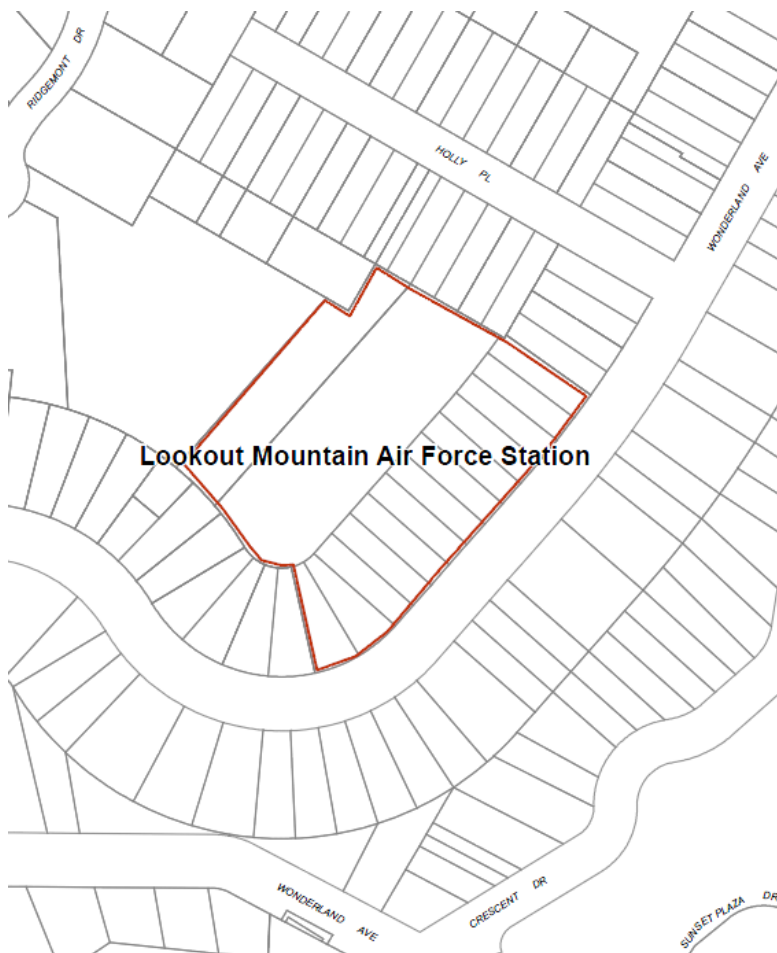 RIDGEMONT DR
HOLLY PL
WONDERLAND AVE
Lookout Mountain Air Force Station
WONDERLAND AVE
CRESCENT DR
SUNSET PLAZA DR